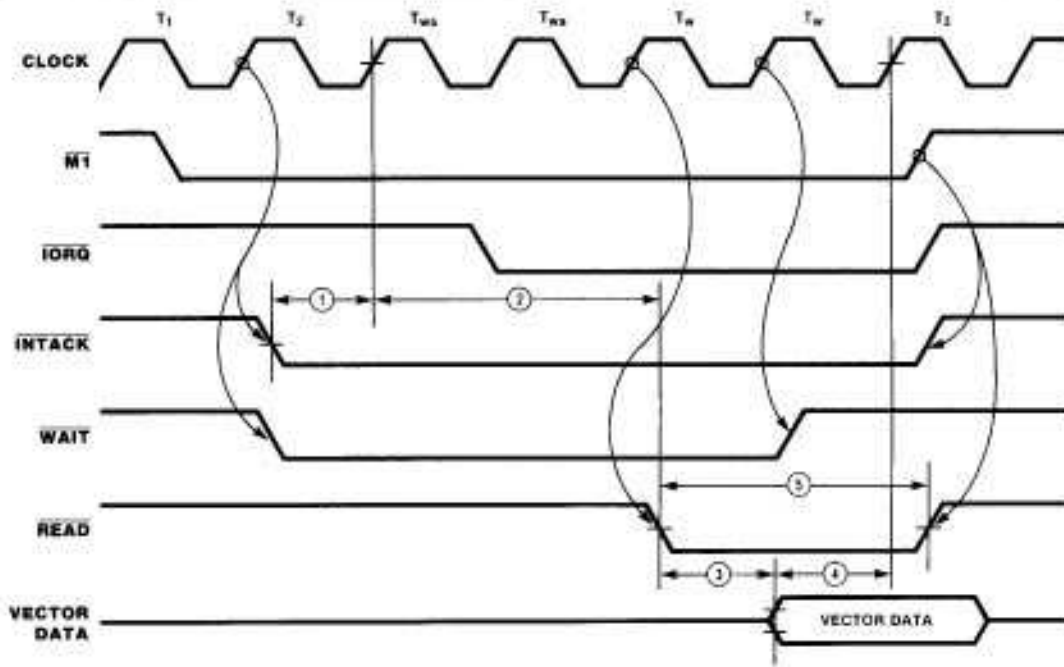 T1 T2 Twa Twa Tw Tw T3
CLOCK
M1
IORQ
1 2
INTACK
WAIT
5
READ
3 4
VECTOR DATA
VECTOR DATA